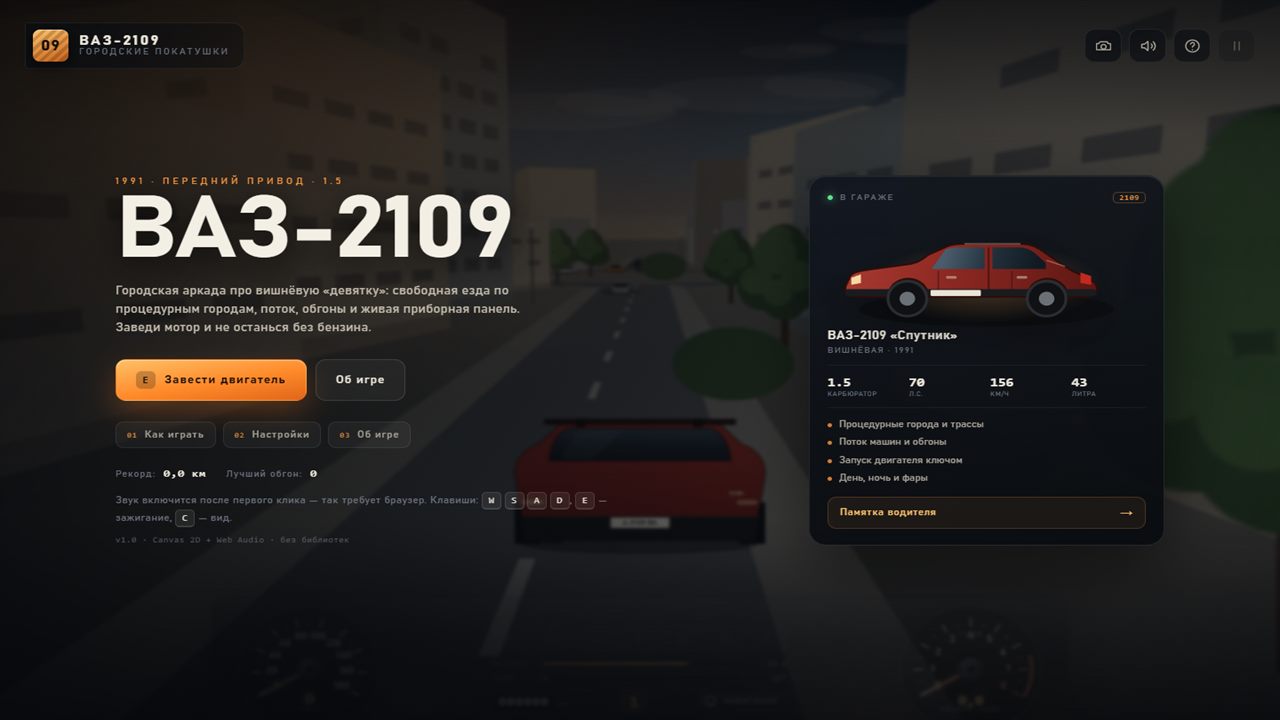 09
ВАЗ-2109
ГОРОДСКИЕ ПОКАТУШКИ
1991 · ПЕРЕДНИЙ ПРИВОД · 1.5
ВАЗ-2109
Городская аркада про вишнёвую «девятку»: свободная езда по
процедурным городам, поток, обгоны и живая приборная панель.
Заведи мотор и не останься без бензина.
E Завести двигатель
Об игре
01 Как играть
02 Настройки
03 Об игре
Рекорд: 0,0 км Лучший обгон: 0
Звук включится после первого клика — так требует браузер. Клавиши: W S A D, E —
зажигание, C — вид.
v1.0 · Canvas 2D + Web Audio · без библиотек
В ГАРАЖЕ
2109
ВАЗ-2109 «Спутник»
ВИШНЁВАЯ · 1991
1.5 70 156 43
КАРБЮРАТОР Л.С. КМ/Ч ЛИТРА
Процедурные города и трассы
Поток машин и обгоны
Запуск двигателя ключом
День, ночь и фары
Памятка водителя →